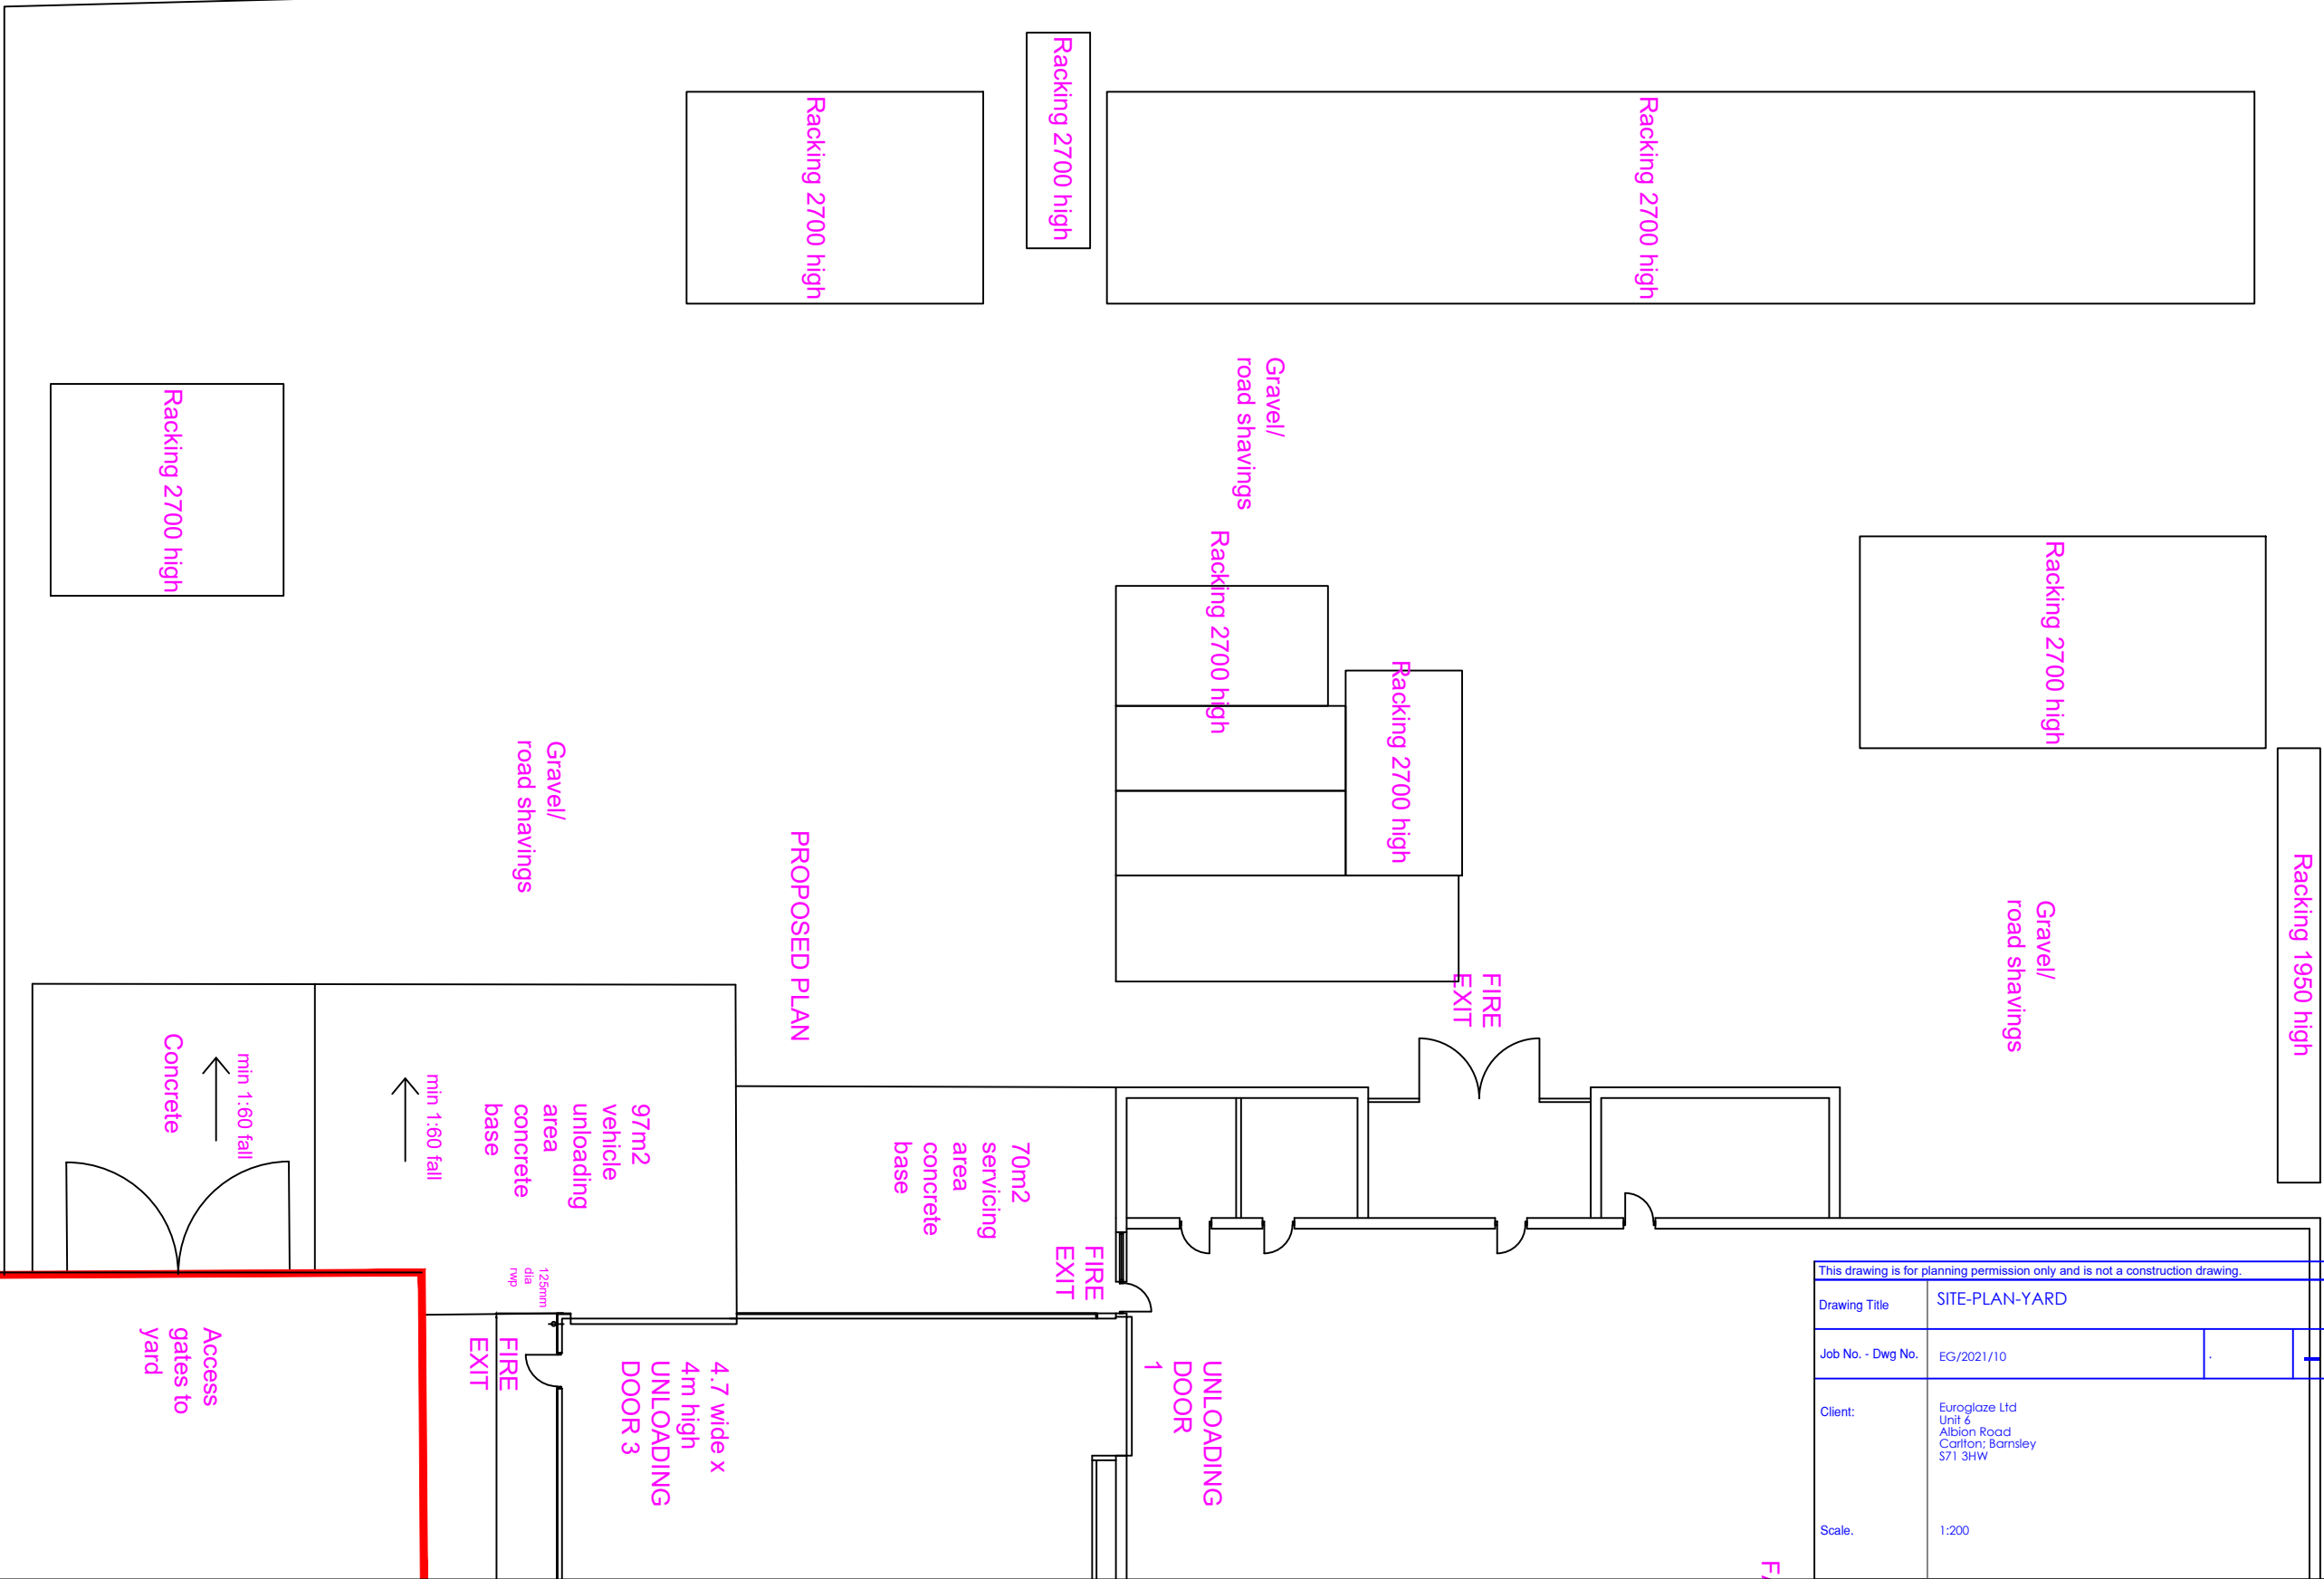 Racking 2700 high
Racking 2700 high
Racking 2700 high
Racking 2700 high
Gravel/
road shavings
Racking 2700 high
Racking 2700 high
Racking 2700 high
Gravel/
road shavings
PROPOSED PLAN
Racking 1950 high
Gravel/
road shavings
FIRE
EXIT
Concrete
min 1:60 fall
min 1:60 fall
97m2
vehicle
unloading
area
concrete
base
70m2
servicing
area
concrete
base
FIRE
EXIT
125mm
dia
rwp
FIRE
EXIT
Access
gates to
yard
4.7 wide x
4m high
UNLOADING
DOOR 3
UNLOADING
DOOR
1
This drawing is for planning permission only and is not a construction drawing.
Drawing Title
SITE-PLAN-YARD
Job No. - Dwg No.
EG/2021/10
.
Client:
Euroglaze Ltd
Unit 6
Albion Road
Carlton; Barnsley
S71 3HW
Scale.
1:200